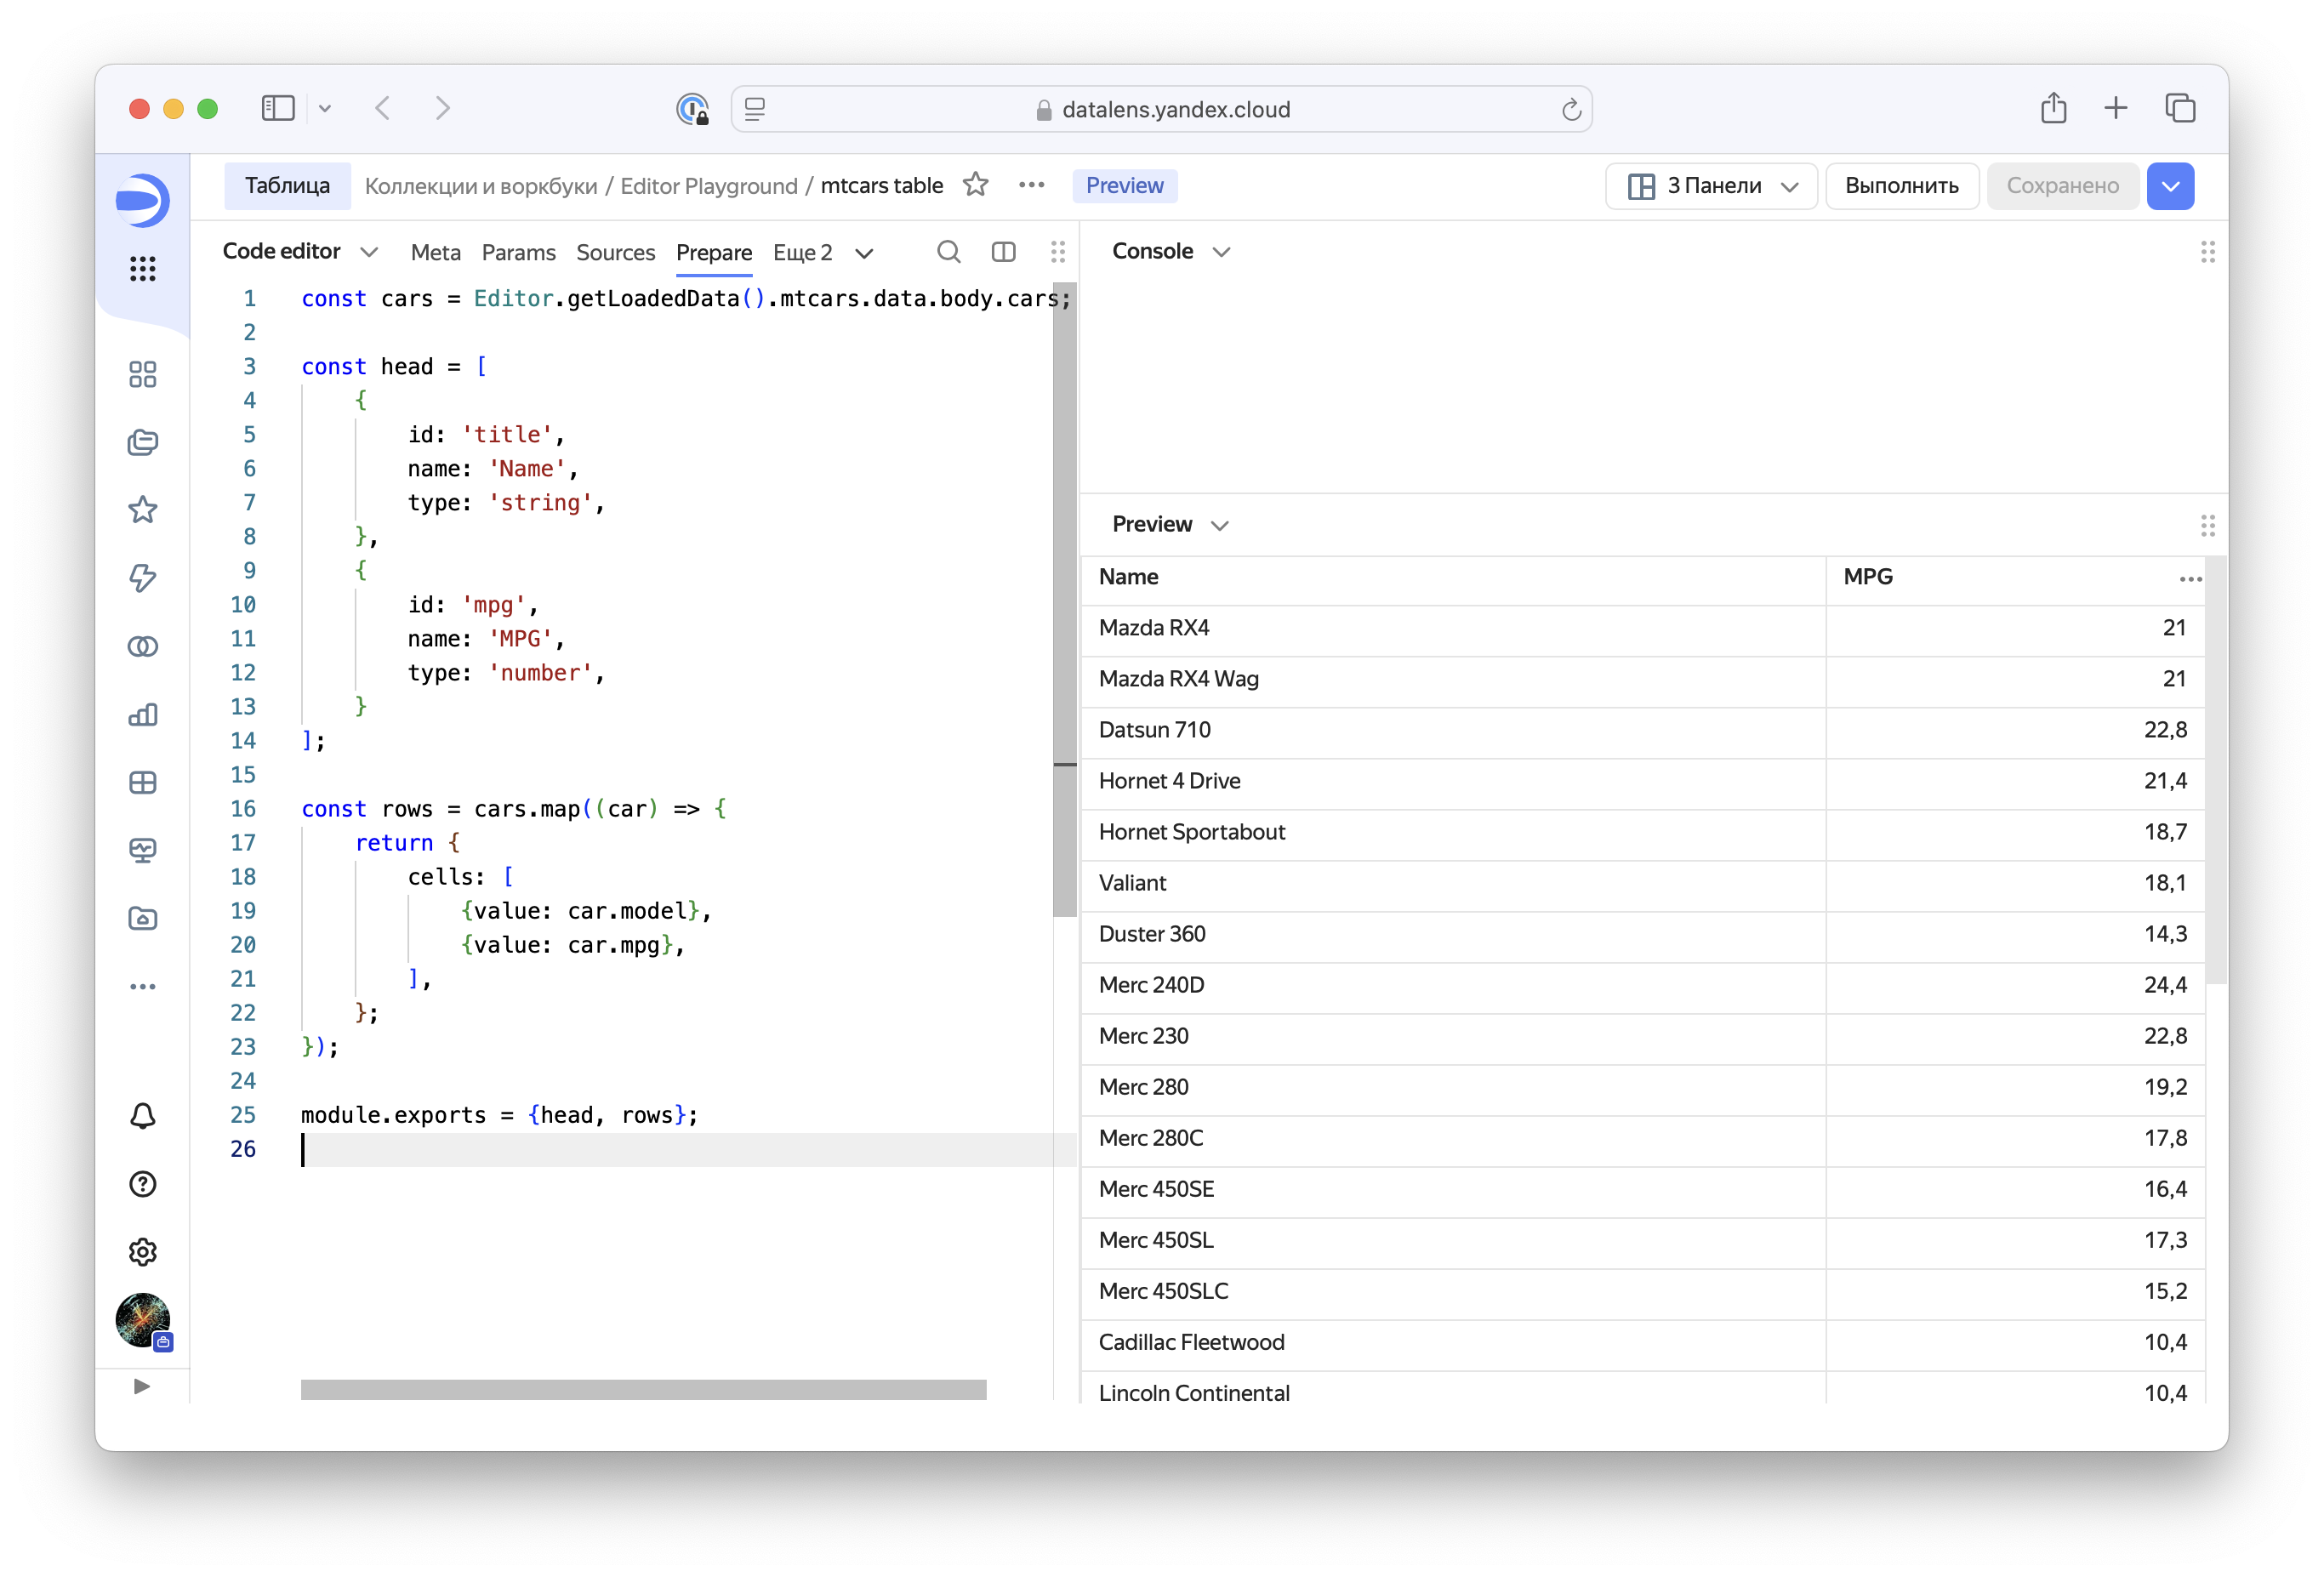 datalens.yandex.cloud
Таблица Коллекции и воркбуки / Editor Playground / mtcars table Preview 3 Панели Выполнить Сохранено
Code editor Meta Params Sources Prepare Еще 2
1 const cars = Editor.getLoadedData().mtcars.data.body.cars;
2
3 const head = [
4 {
5 id: 'title',
6 name: 'Name',
7 type: 'string',
8 },
9 {
10 id: 'mpg',
11 name: 'MPG',
12 type: 'number',
13 }
14 ];
15
16 const rows = cars.map((car) => {
17 return {
18 cells: [
19 {value: car.model},
20 {value: car.mpg},
21 ],
22 };
23 });
24
25 module.exports = {head, rows};
26
Console
Preview
Name MPG
Mazda RX4 21
Mazda RX4 Wag 21
Datsun 710 22,8
Hornet 4 Drive 21,4
Hornet Sportabout 18,7
Valiant 18,1
Duster 360 14,3
Merc 240D 24,4
Merc 230 22,8
Merc 280 19,2
Merc 280C 17,8
Merc 450SE 16,4
Merc 450SL 17,3
Merc 450SLC 15,2
Cadillac Fleetwood 10,4
Lincoln Continental 10,4